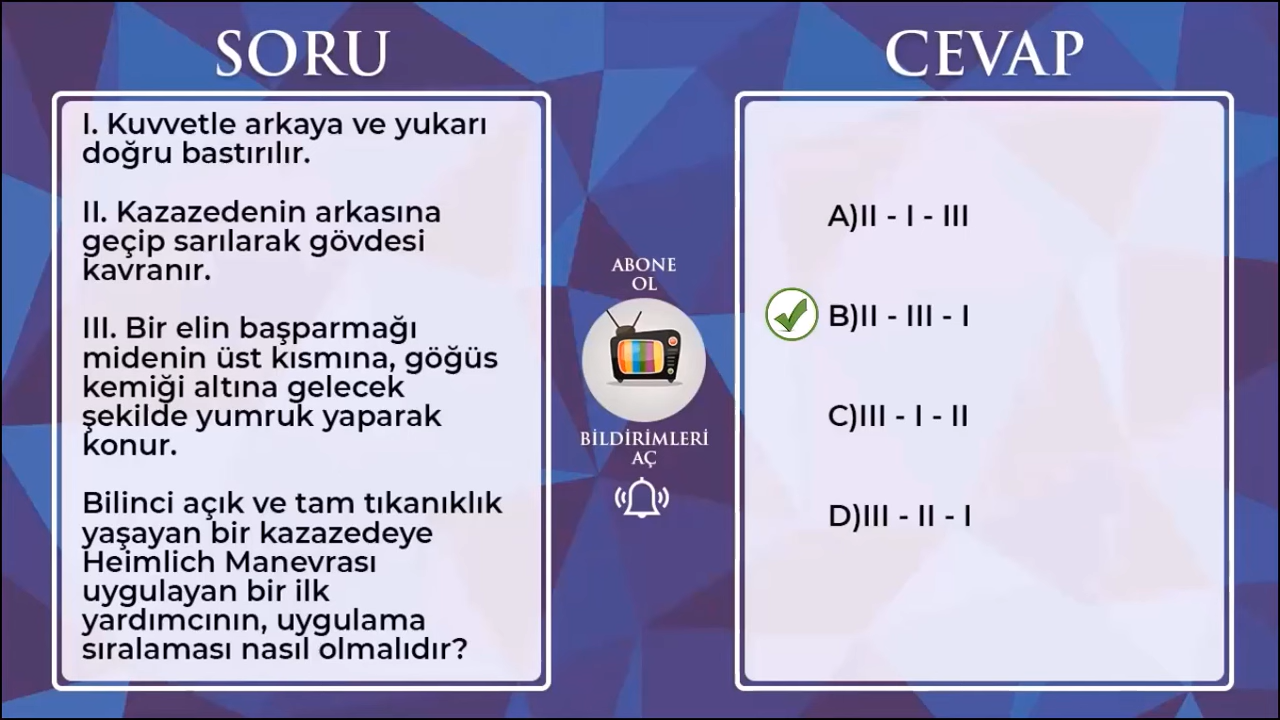 SORU
I. Kuvvetle arkaya ve yukarı
doğru bastırılır.
II. Kazazedenin arkasına
geçip sarılarak gövdesi
kavranır.
III. Bir elin başparmağı
midenin üst kısmına, göğüs
kemiği altına gelecek
şekilde yumruk yaparak
konur.
Bilinci açık ve tam tıkanıklık
yaşayan bir kazazedeye
Heimlich Manevrası
uygulayan bir ilk
yardımcının, uygulama
sıralaması nasıl olmalıdır?
ABONE
OL
BİLDİRİMLERİ
AÇ
CEVAP
A)II - I - III
B)II - III - I
C)III - I - II
D)III - II - I